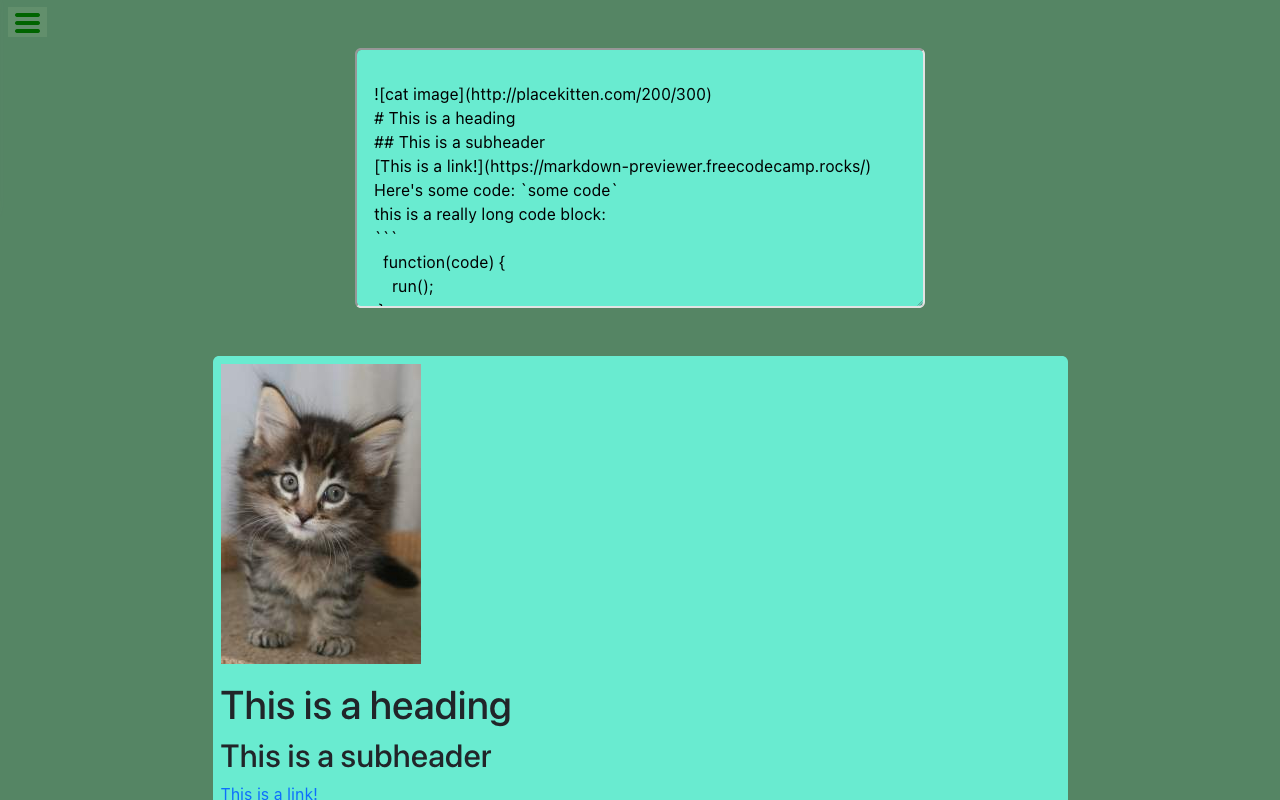 ![cat image](http://placekitten.com/200/300)
# This is a heading
## This is a subheader
[This is a link!](https://markdown-previewer.freecodecamp.rocks/)
Here's some code: `some code`
this is a really long code block:
```
  function(code) {
    run();
This is a heading
This is a subheader
This is a link!